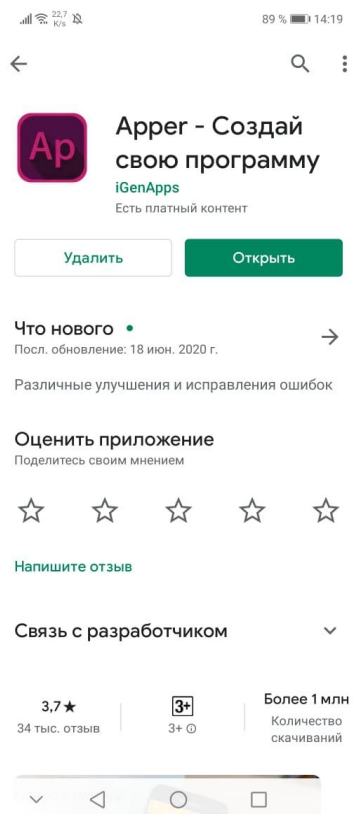 22,7
K/s
89 % 14:19
Ap
Apper - Создай
свою программу
iGenApps
Есть платный контент
Удалить
Открыть
Что нового •
Посл. обновление: 18 июн. 2020 г.
Различные улучшения и исправления ошибок
Оценить приложение
Поделитесь своим мнением
Напишите отзыв
Связь с разработчиком
3,7★
34 тыс. отзыв
3+
3+
Более 1 млн
Количество
скачиваний